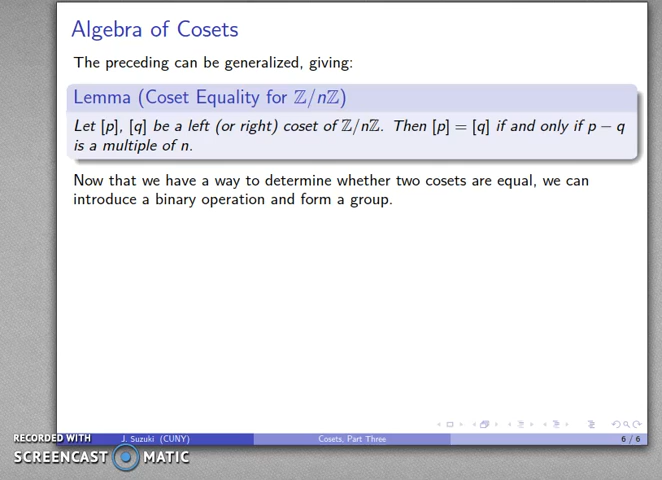 Algebra of Cosets
The preceding can be generalized, giving:
Lemma (Coset Equality for ℤ/nℤ)
Let [p], [q] be a left (or right) coset of ℤ/nℤ. Then [p] = [q] if and only if p − q
is a multiple of n.
Now that we have a way to determine whether two cosets are equal, we can
introduce a binary operation and form a group.
RECORDED WITH
J. Suzuki (CUNY)
Cosets, Part Three
6 / 6
SCREENCAST MATIC